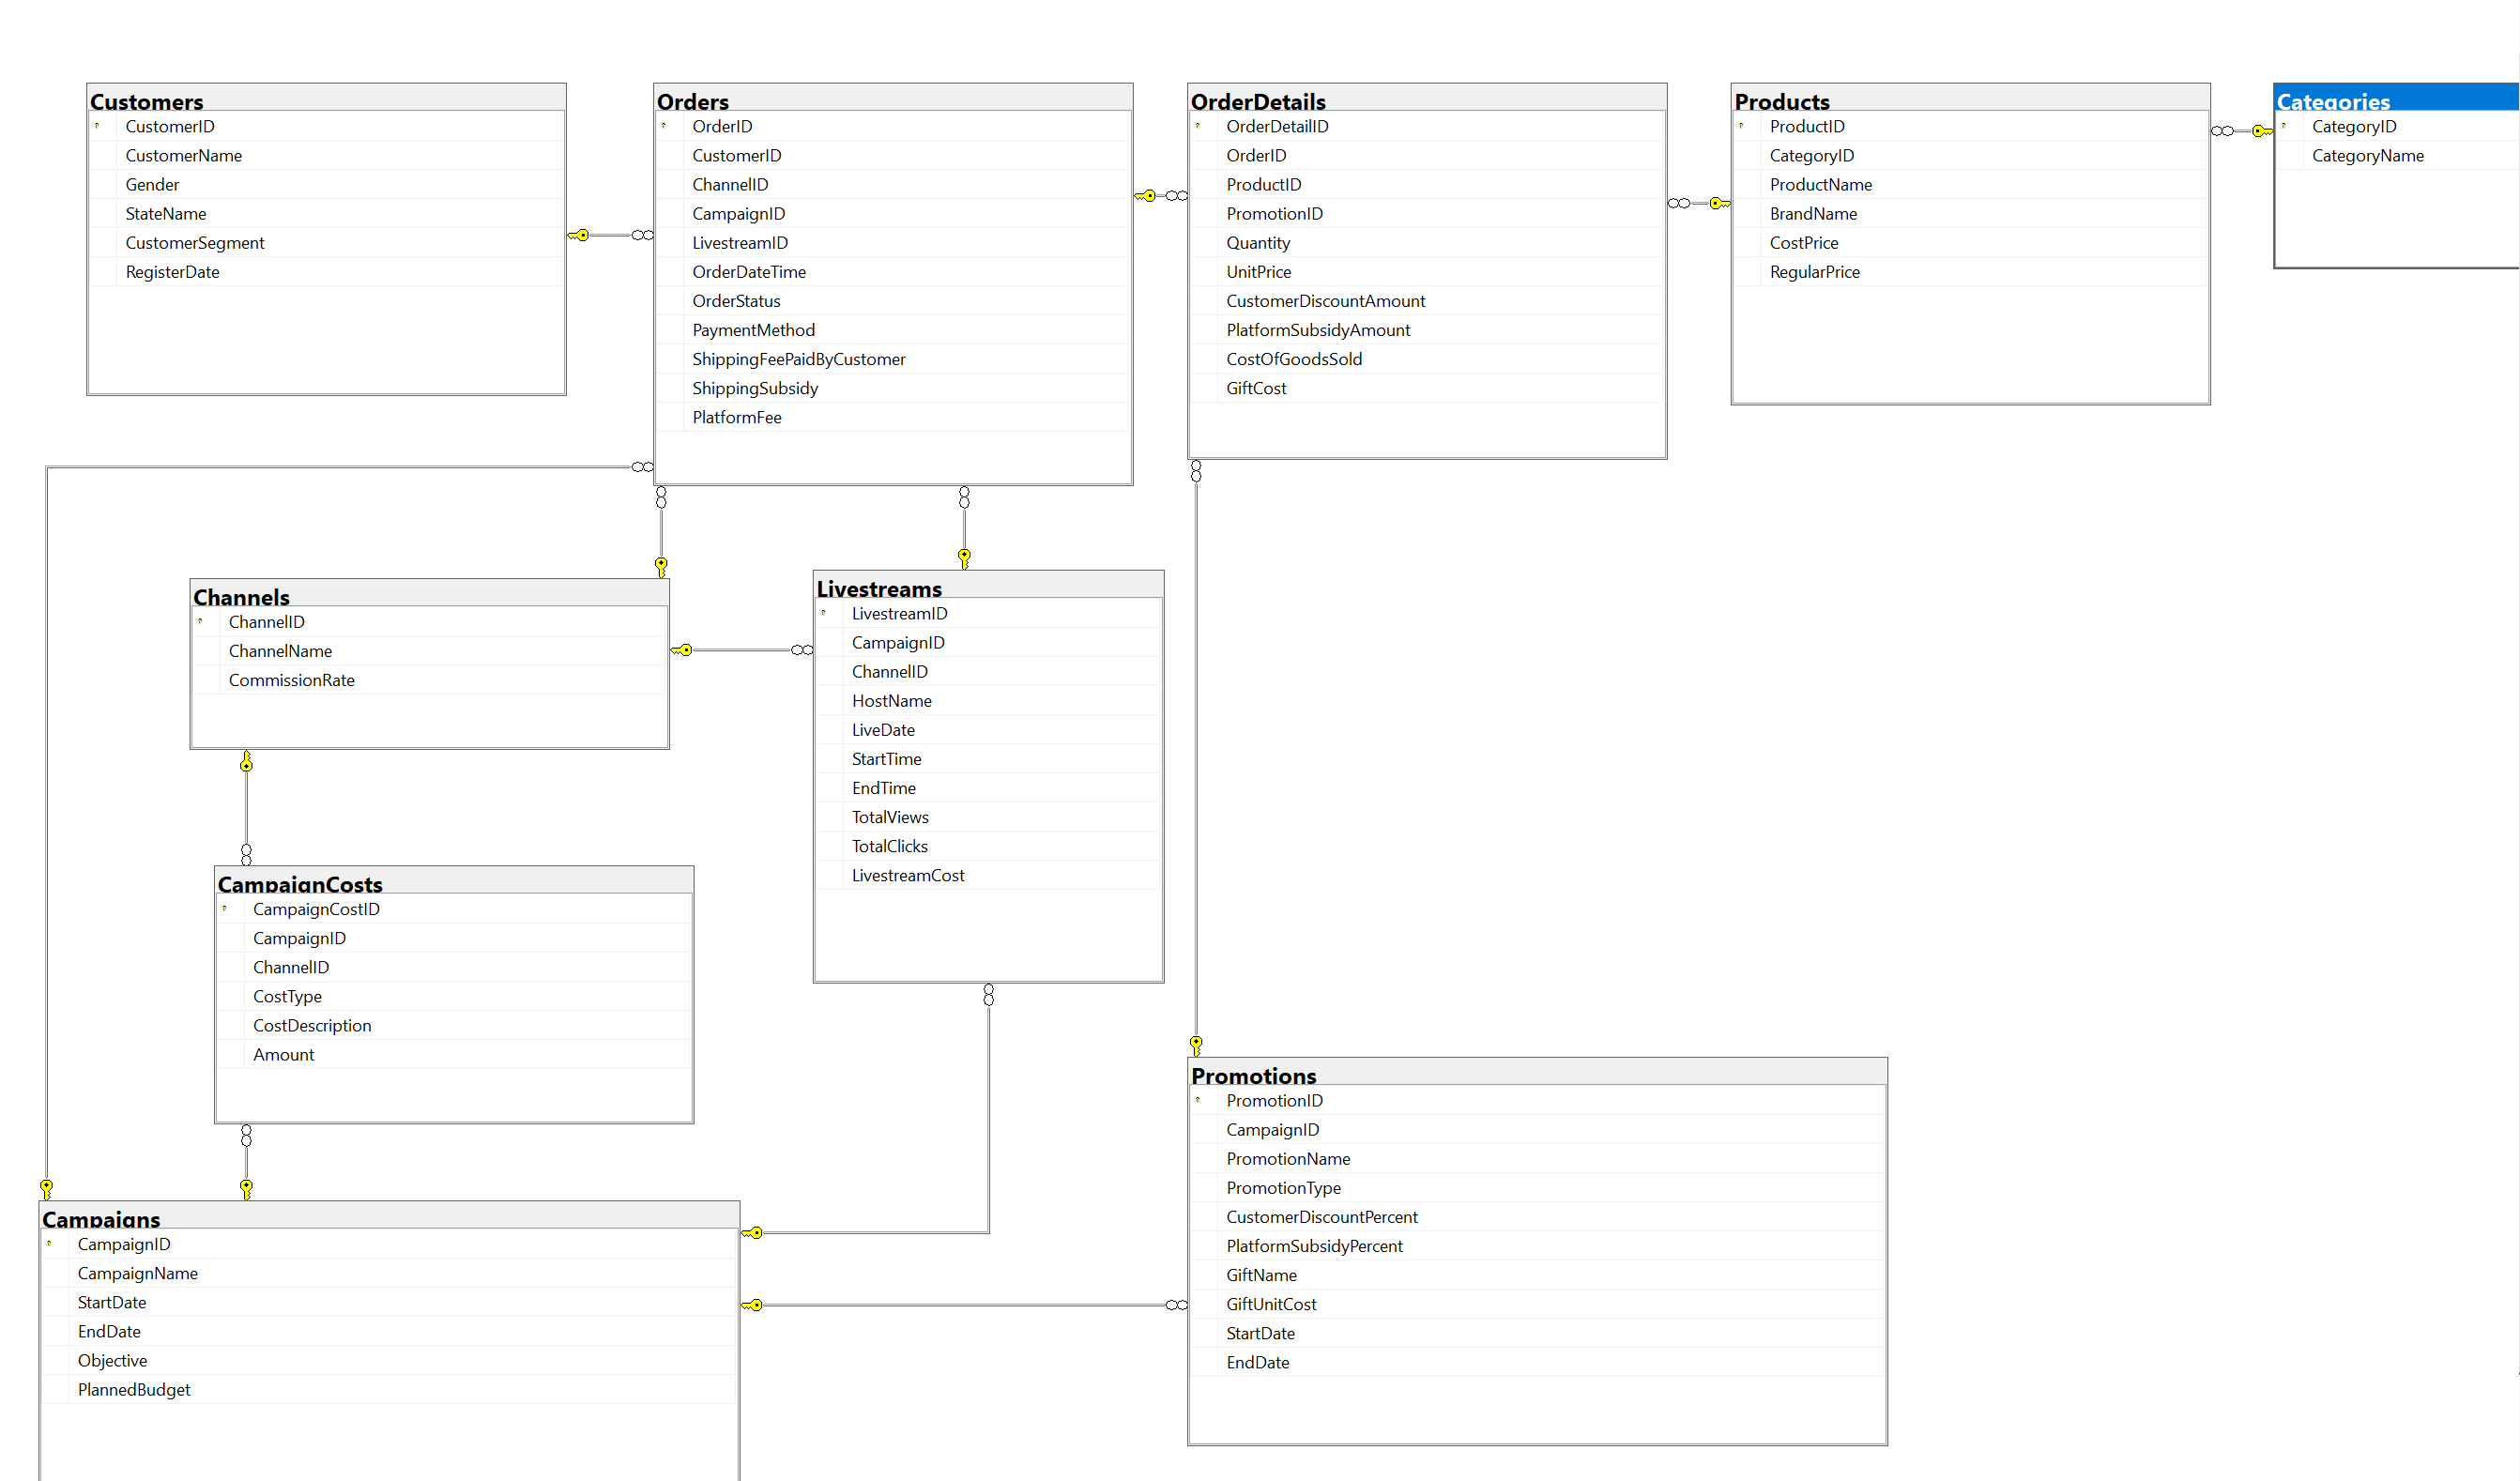 Customers
CustomerID
CustomerName
Gender
StateName
CustomerSegment
RegisterDate
Orders
OrderID
CustomerID
ChannelID
CampaignID
LivestreamID
OrderDateTime
OrderStatus
PaymentMethod
ShippingFeePaidByCustomer
ShippingSubsidy
PlatformFee
OrderDetails
OrderDetailID
OrderID
ProductID
PromotionID
Quantity
UnitPrice
CustomerDiscountAmount
PlatformSubsidyAmount
CostOfGoodsSold
GiftCost
Products
ProductID
CategoryID
ProductName
BrandName
CostPrice
RegularPrice
Categories
CategoryID
CategoryName
Channels
ChannelID
ChannelName
CommissionRate
Livestreams
LivestreamID
CampaignID
ChannelID
HostName
LiveDate
StartTime
EndTime
TotalViews
TotalClicks
LivestreamCost
CampaignCosts
CampaignCostID
CampaignID
ChannelID
CostType
CostDescription
Amount
Promotions
PromotionID
CampaignID
PromotionName
PromotionType
CustomerDiscountPercent
PlatformSubsidyPercent
GiftName
GiftUnitCost
StartDate
EndDate
Campaigns
CampaignID
CampaignName
StartDate
EndDate
Objective
PlannedBudget